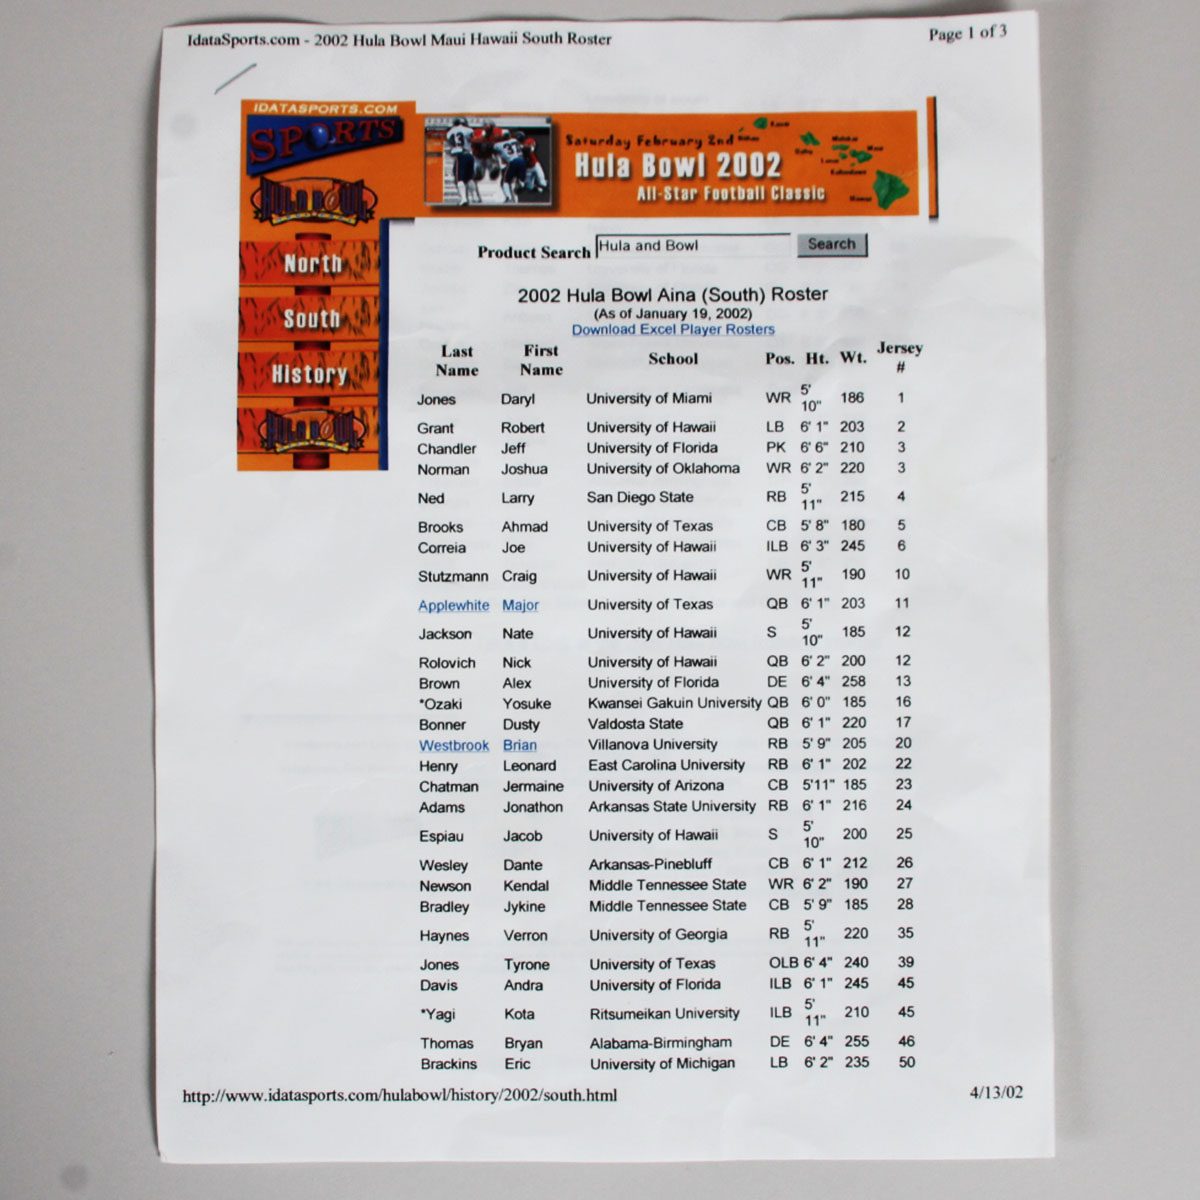 IdataSports.com - 2002 Hula Bowl Maui Hawaii South Roster
Page 1 of 3
IDATASPORTS.COM
SPORTS
HULA BOWL
North
South
History
HULA BOWL
43
31
Saturday February 2nd
Hula Bowl 2002
All-Star Football Classic
Product Search Hula and Bowl Search
2002 Hula Bowl Aina (South) Roster
(As of January 19, 2002)
Download Excel Player Rosters
Last Name First Name School Pos. Ht. Wt. Jersey #
Jones Daryl University of Miami WR 5' 10" 186 1
Grant Robert University of Hawaii LB 6' 1" 203 2
Chandler Jeff University of Florida PK 6' 6" 210 3
Norman Joshua University of Oklahoma WR 6' 2" 220 3
Ned Larry San Diego State RB 5' 11" 215 4
Brooks Ahmad University of Texas CB 5' 8" 180 5
Correia Joe University of Hawaii ILB 6' 3" 245 6
Stutzmann Craig University of Hawaii WR 5' 11" 190 10
Applewhite Major University of Texas QB 6' 1" 203 11
Jackson Nate University of Hawaii S 5' 10" 185 12
Rolovich Nick University of Hawaii QB 6' 2" 200 12
Brown Alex University of Florida DE 6' 4" 258 13
*Ozaki Yosuke Kwansei Gakuin University QB 6' 0" 185 16
Bonner Dusty Valdosta State QB 6' 1" 220 17
Westbrook Brian Villanova University RB 5' 9" 205 20
Henry Leonard East Carolina University RB 6' 1" 202 22
Chatman Jermaine University of Arizona CB 5'11" 185 23
Adams Jonathon Arkansas State University RB 6' 1" 216 24
Espiau Jacob University of Hawaii S 5' 10" 200 25
Wesley Dante Arkansas-Pinebluff CB 6' 1" 212 26
Newson Kendal Middle Tennessee State WR 6' 2" 190 27
Bradley Jykine Middle Tennessee State CB 5' 9" 185 28
Haynes Verron University of Georgia RB 5' 11" 220 35
Jones Tyrone University of Texas OLB 6' 4" 240 39
Davis Andra University of Florida ILB 6' 1" 245 45
*Yagi Kota Ritsumeikan University ILB 5' 11" 210 45
Thomas Bryan Alabama-Birmingham DE 6' 4" 255 46
Brackins Eric University of Michigan LB 6' 2" 235 50
http://www.idatasports.com/hulabowl/history/2002/south.html
4/13/02